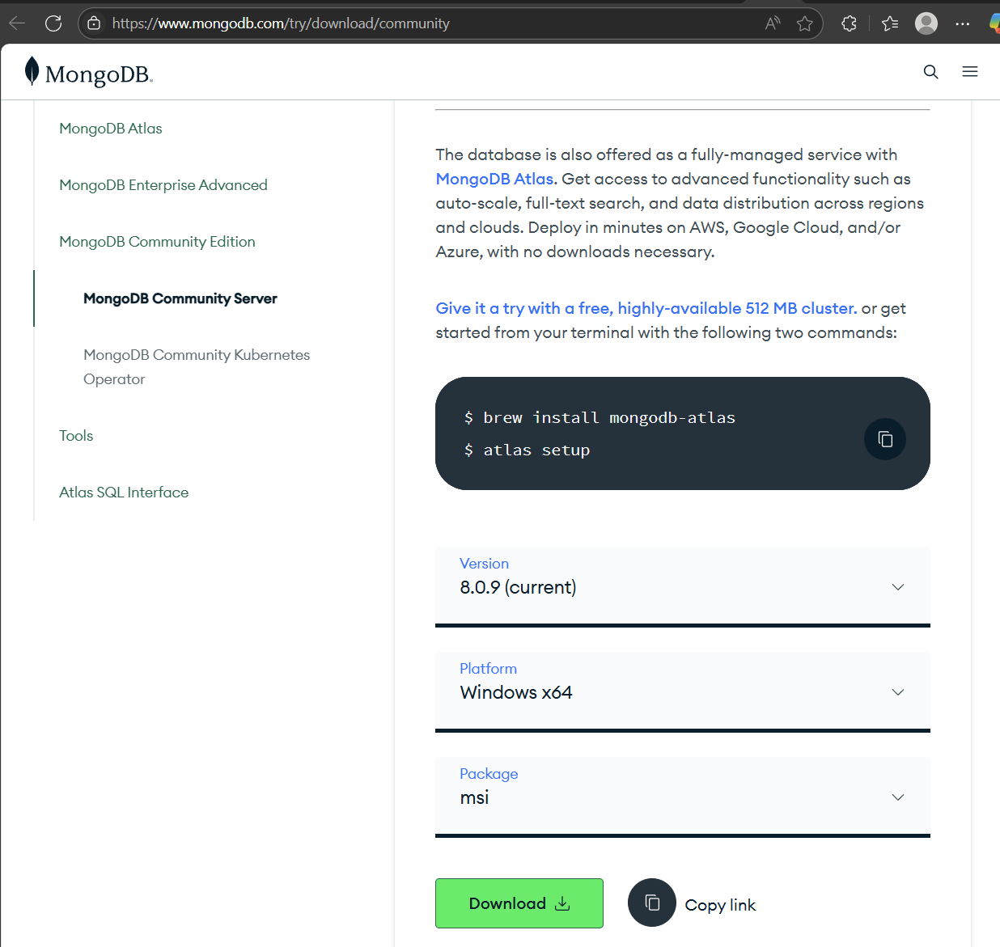 https://www.mongodb.com/try/download/community
MongoDB.
MongoDB Atlas
MongoDB Enterprise Advanced
MongoDB Community Edition
MongoDB Community Server
MongoDB Community Kubernetes
Operator
Tools
Atlas SQL Interface
The database is also offered as a fully-managed service with
MongoDB Atlas. Get access to advanced functionality such as
auto-scale, full-text search, and data distribution across regions
and clouds. Deploy in minutes on AWS, Google Cloud, and/or
Azure, with no downloads necessary.
Give it a try with a free, highly-available 512 MB cluster. or get
started from your terminal with the following two commands:
$ brew install mongodb-atlas
$ atlas setup
Version
8.0.9 (current)
Platform
Windows x64
Package
msi
Download
Copy link